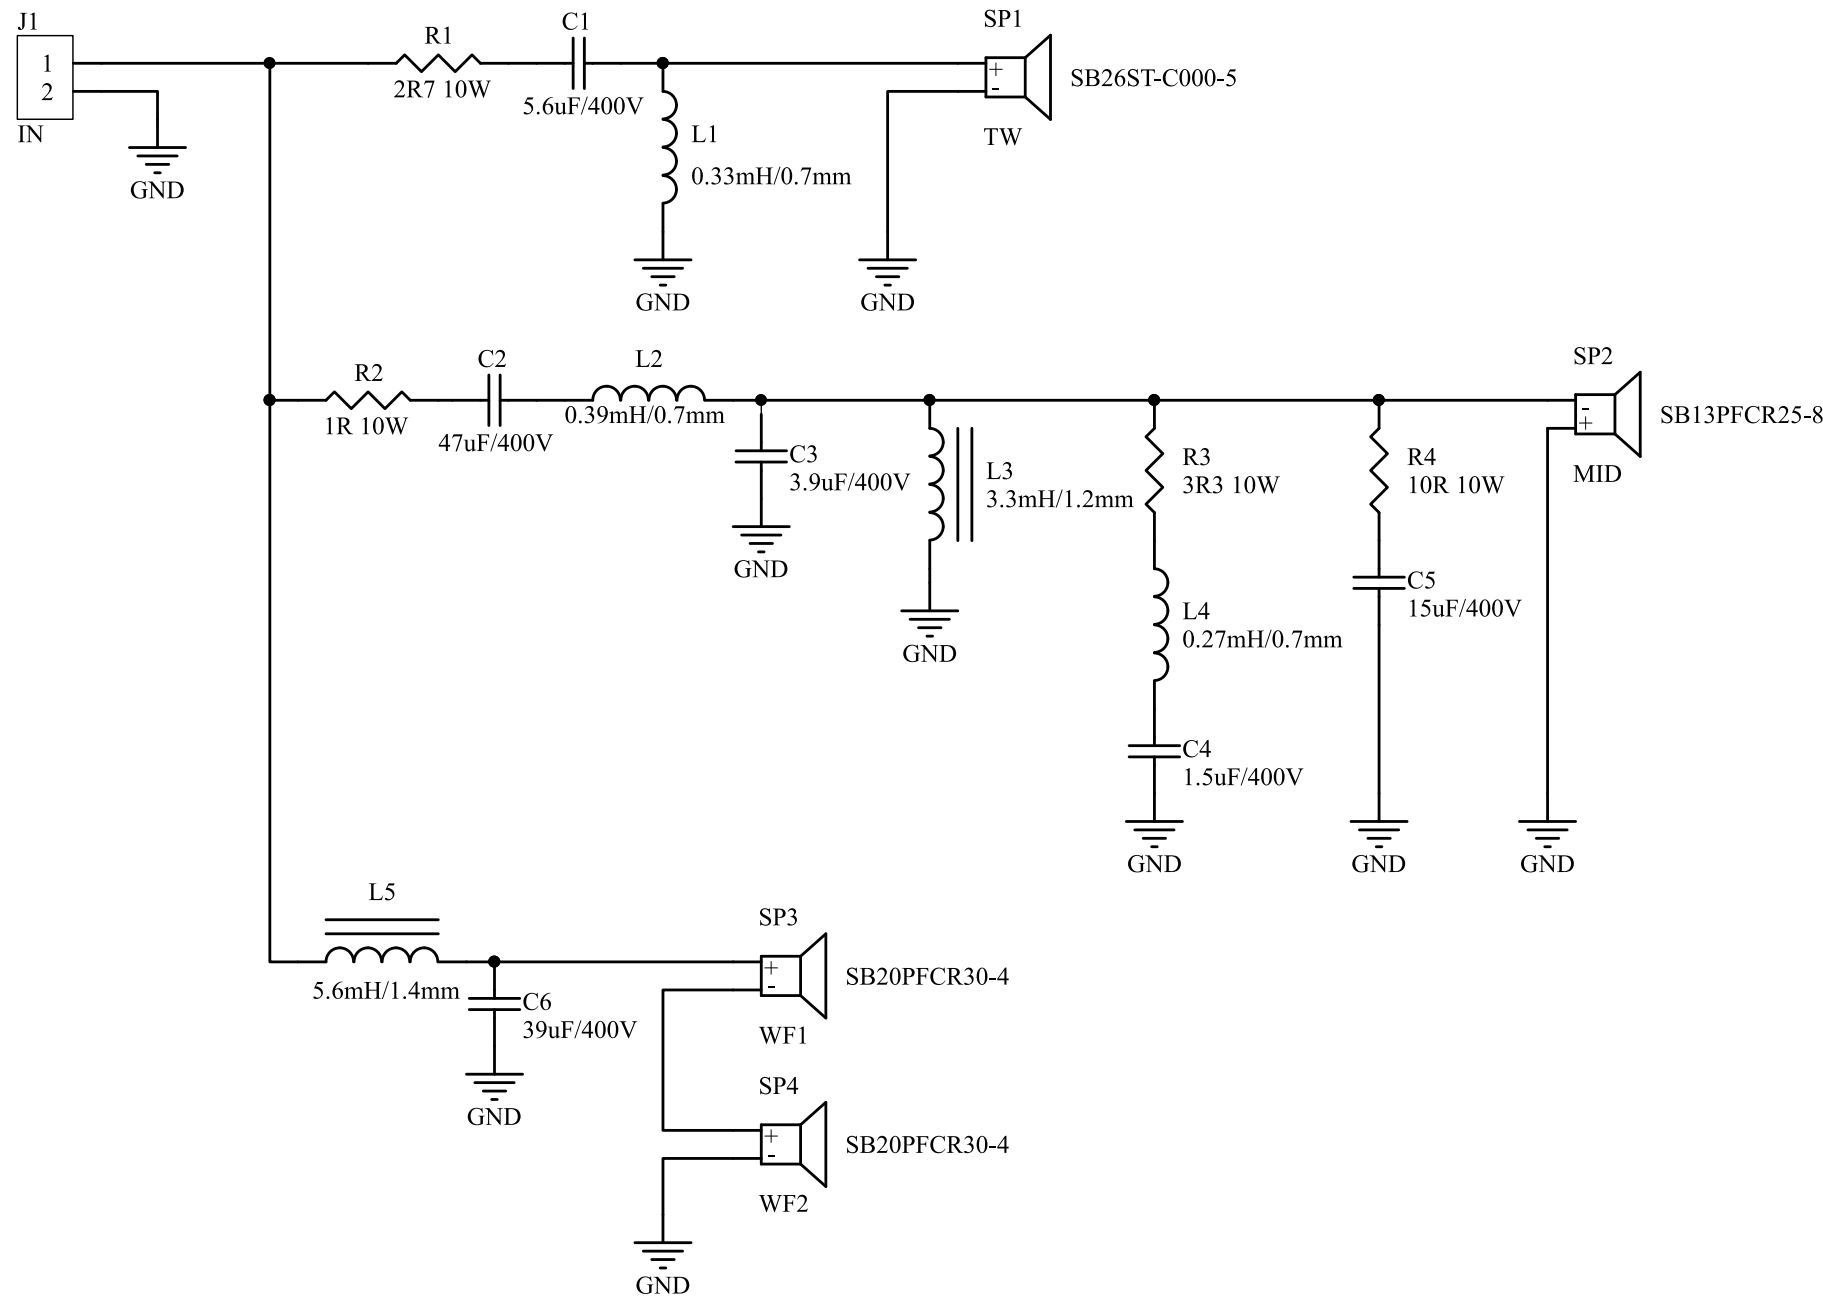 J1
1
2
IN
GND
R1
2R7 10W
C1
5.6uF/400V
L1
0.33mH/0.7mm
GND
GND
SP1
+
-
SB26ST-C000-5
TW
R2
1R 10W
C2
47uF/400V
L2
0.39mH/0.7mm
C3
3.9uF/400V
GND
L3
3.3mH/1.2mm
GND
R3
3R3 10W
L4
0.27mH/0.7mm
C4
1.5uF/400V
GND
R4
10R 10W
C5
15uF/400V
GND
SP2
-
+
SB13PFCR25-8
MID
GND
L5
5.6mH/1.4mm
C6
39uF/400V
GND
SP3
+
-
SB20PFCR30-4
WF1
SP4
+
-
SB20PFCR30-4
WF2
GND